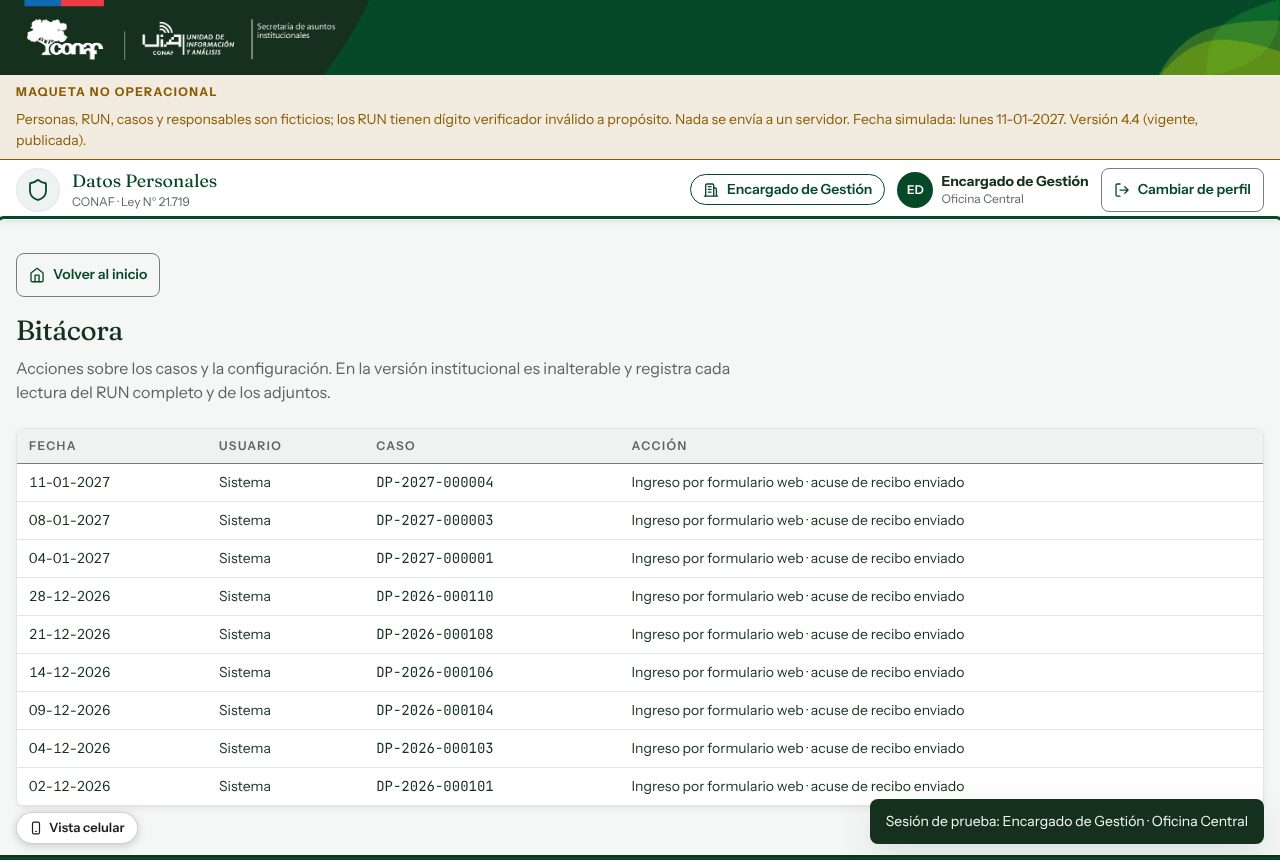 Conaf
UiA
CONAF
UNIDAD DE
INFORMACIÓN
Y ANÁLISIS
Secretaría de asuntos
institucionales
MAQUETA NO OPERACIONAL
Personas, RUN, casos y responsables son ficticios; los RUN tienen dígito verificador inválido a propósito. Nada se envía a un servidor. Fecha simulada: lunes 11-01-2027. Versión 4.4 (vigente,
publicada).
Datos Personales
CONAF · Ley N° 21.719
Encargado de Gestión
ED
Encargado de Gestión
Oficina Central
Cambiar de perfil
Volver al inicio
Bitácora
Acciones sobre los casos y la configuración. En la versión institucional es inalterable y registra cada
lectura del RUN completo y de los adjuntos.
FECHA USUARIO CASO ACCIÓN
11-01-2027 Sistema DP-2027-000004 Ingreso por formulario web · acuse de recibo enviado
08-01-2027 Sistema DP-2027-000003 Ingreso por formulario web · acuse de recibo enviado
04-01-2027 Sistema DP-2027-000001 Ingreso por formulario web · acuse de recibo enviado
28-12-2026 Sistema DP-2026-000110 Ingreso por formulario web · acuse de recibo enviado
21-12-2026 Sistema DP-2026-000108 Ingreso por formulario web · acuse de recibo enviado
14-12-2026 Sistema DP-2026-000106 Ingreso por formulario web · acuse de recibo enviado
09-12-2026 Sistema DP-2026-000104 Ingreso por formulario web · acuse de recibo enviado
04-12-2026 Sistema DP-2026-000103 Ingreso por formulario web · acuse de recibo enviado
02-12-2026 Sistema DP-2026-000101 Ingreso por formulario web · acuse de recibo enviado
Vista celular
Sesión de prueba: Encargado de Gestión · Oficina Central